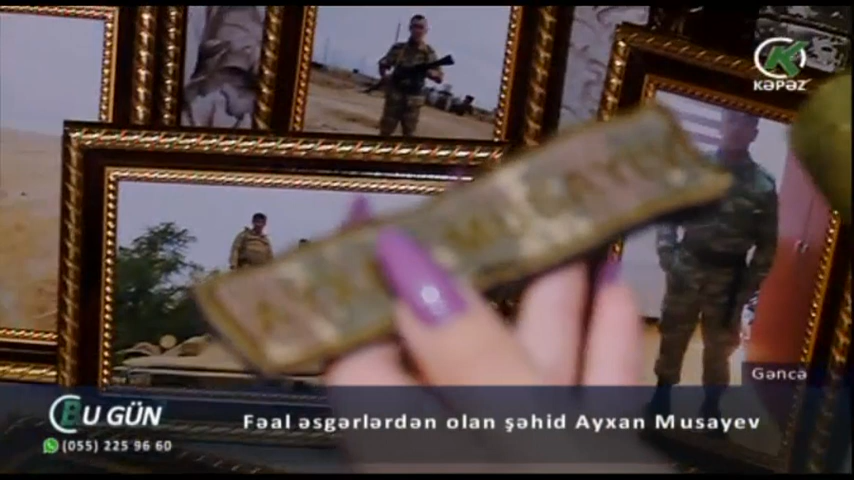 KƏPƏZ
Gəncə
BU GÜN
Fəal əsgərlərdən olan şəhid Ayxan Musayev
(055) 225 96 60